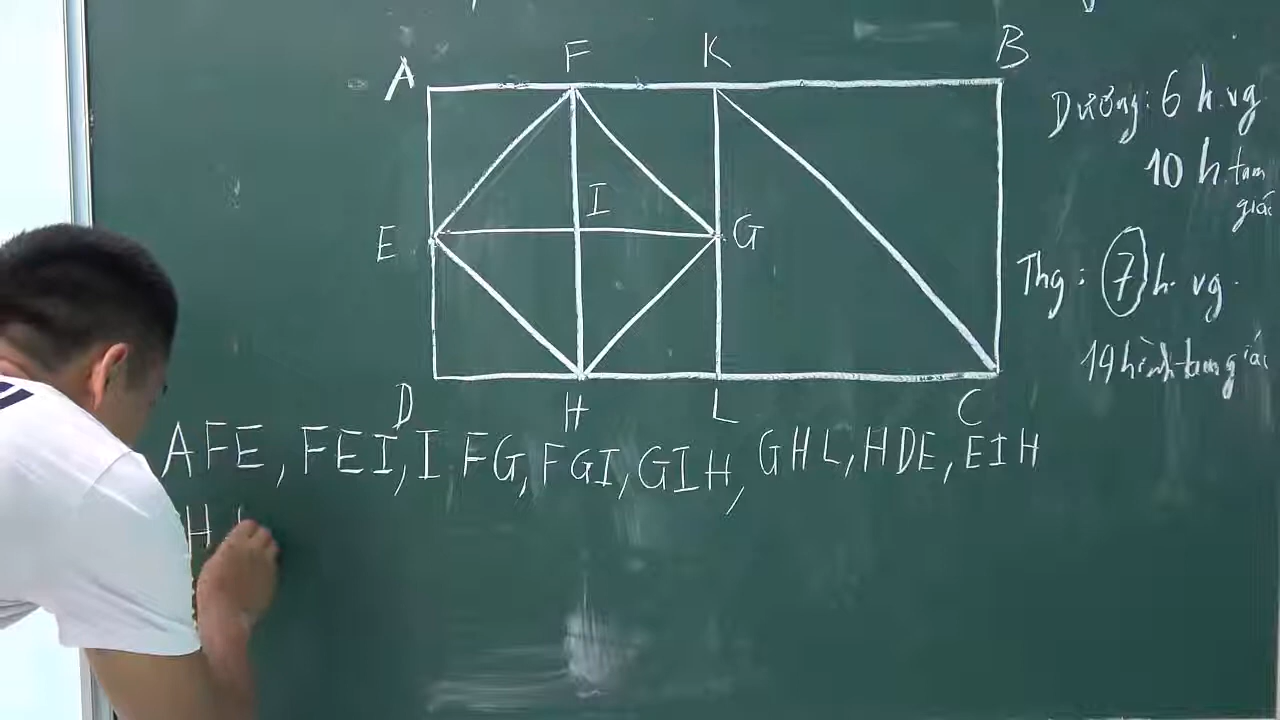 F K B
A
I
E G
D H L C
Dương: 6 h.vg
10 h.tam
giác
Thg: 7 h. vg.
14 hình tam giác
AFE, FEI, IFG, FGI, GIH, GHL, HDE, EIH
H